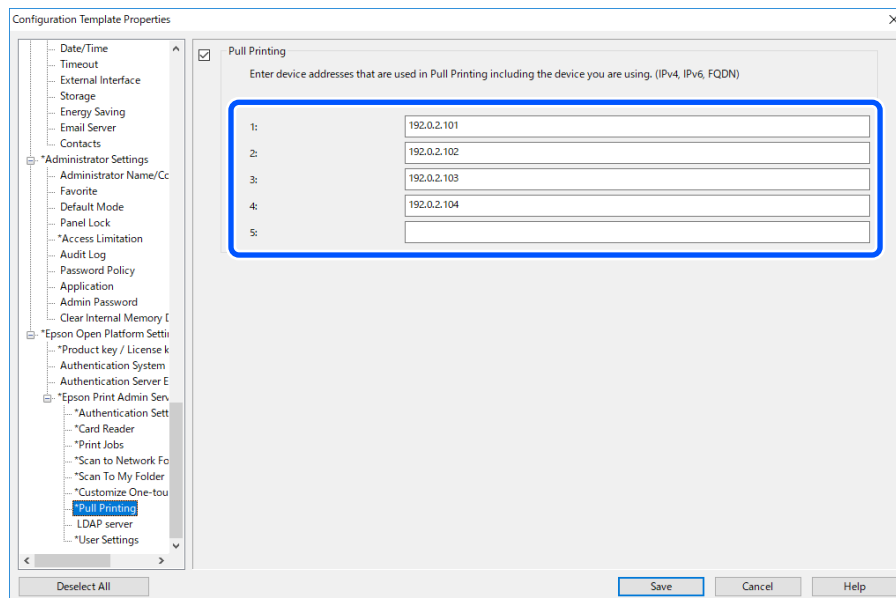 Configuration Template Properties
Date/Time
Timeout
External Interface
Storage
Energy Saving
Email Server
Contacts
*Administrator Settings
Administrator Name/Co
Favorite
Default Mode
Panel Lock
*Access Limitation
Audit Log
Password Policy
Application
Admin Password
Clear Internal Memory D
*Epson Open Platform Settin
*Product key / License k
Authentication System
Authentication Server E
*Epson Print Admin Serv
*Authentication Sett
*Card Reader
*Print Jobs
*Scan to Network Fo
*Scan To My Folder
*Customize One-tou
*Pull Printing
LDAP server
*User Settings
Pull Printing
Enter device addresses that are used in Pull Printing including the device you are using. (IPv4, IPv6, FQDN)
1: 192.0.2.101
2: 192.0.2.102
3: 192.0.2.103
4: 192.0.2.104
5:
Deselect All Save Cancel Help